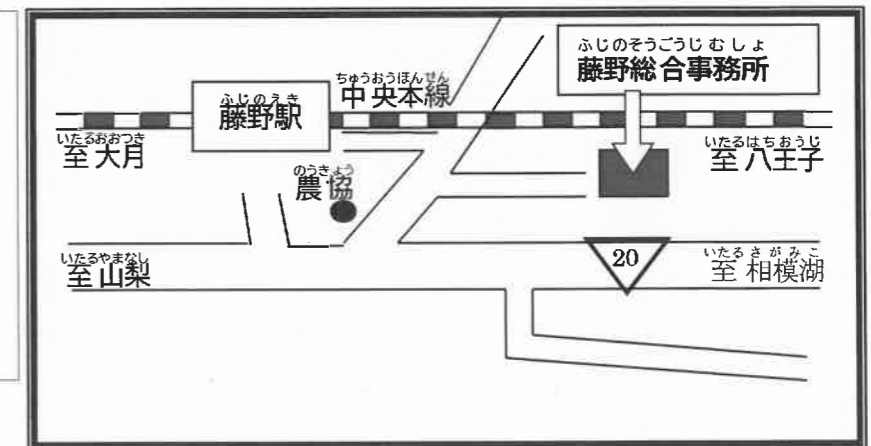 ふじのそうごうじむしょ
藤野総合事務所
ちゅうおうほんせん
中央本線
ふじのえき
藤野駅
いたるおおつき
至大月
いたるはちおうじ
至八王子
のうきょう
農協
いたるやまなし
至山梨
20
いたるさがみこ
至相模湖